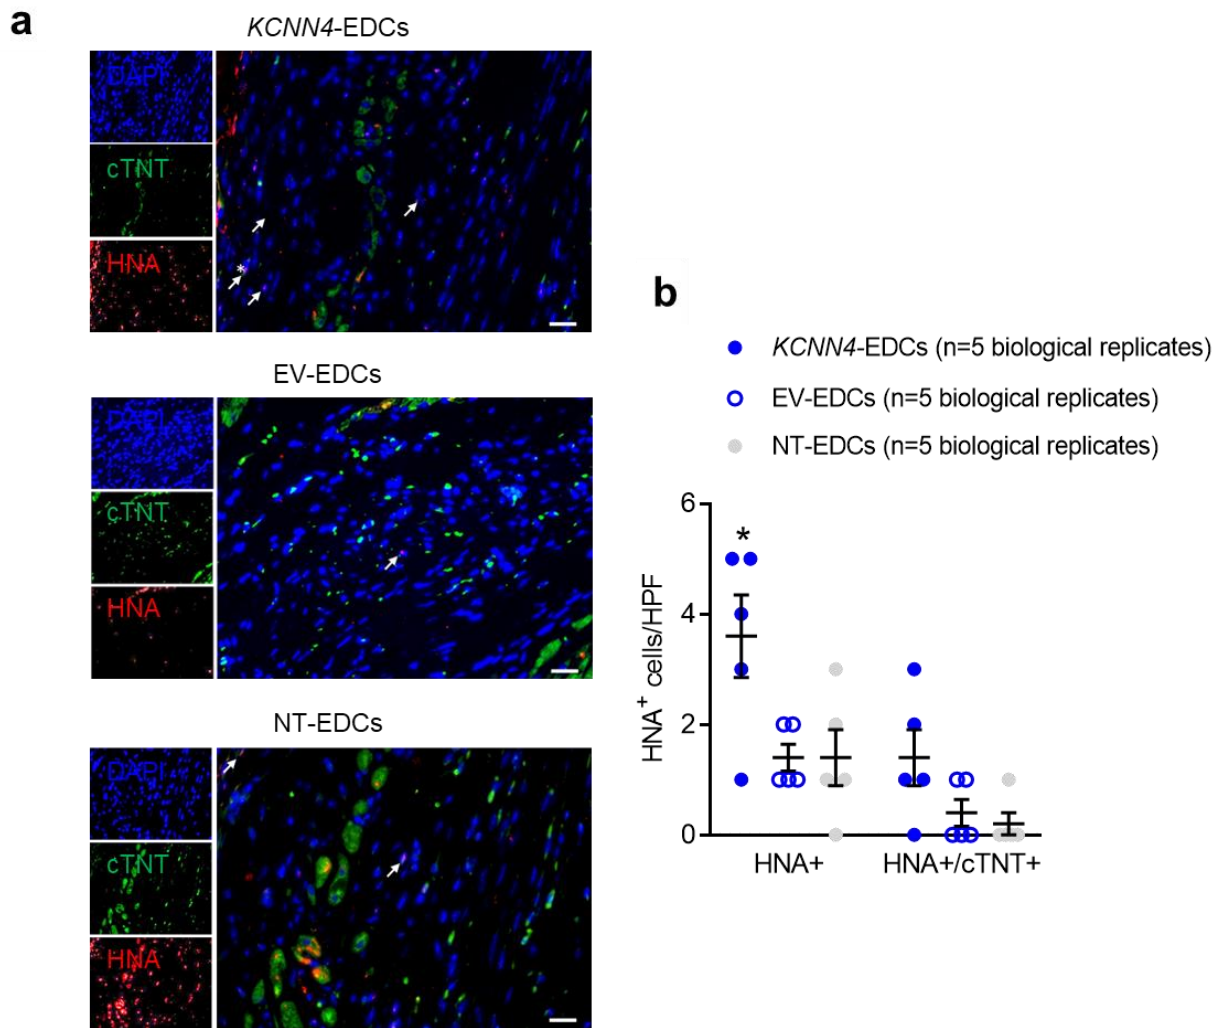 a
KCNN4-EDCs
DAPI
cTNT
HNA
*
EV-EDCs
DAPI
cTNT
HNA
NT-EDCs
DAPI
cTNT
HNA
b
KCNN4-EDCs (n=5 biological replicates)
EV-EDCs (n=5 biological replicates)
NT-EDCs (n=5 biological replicates)
HNA⁺ cells/HPF
6
4
2
0
*
HNA+
HNA+/cTNT+